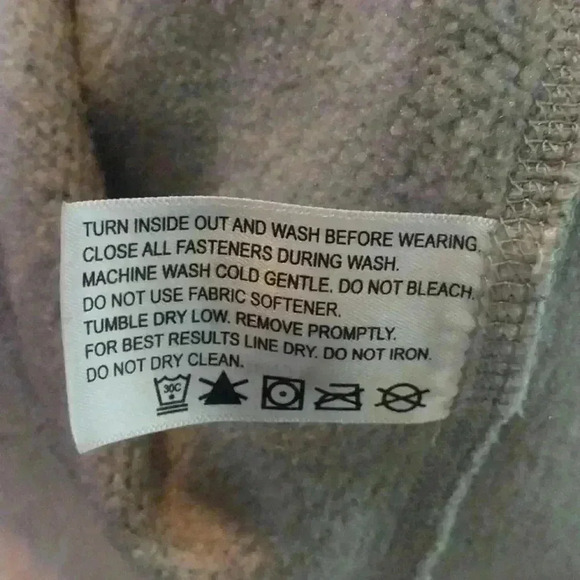 TURN INSIDE OUT AND WASH BEFORE WEARING.
CLOSE ALL FASTENERS DURING WASH.
MACHINE WASH COLD GENTLE. DO NOT BLEACH.
DO NOT USE FABRIC SOFTENER.
TUMBLE DRY LOW. REMOVE PROMPTLY.
FOR BEST RESULTS LINE DRY. DO NOT IRON.
DO NOT DRY CLEAN.
30C